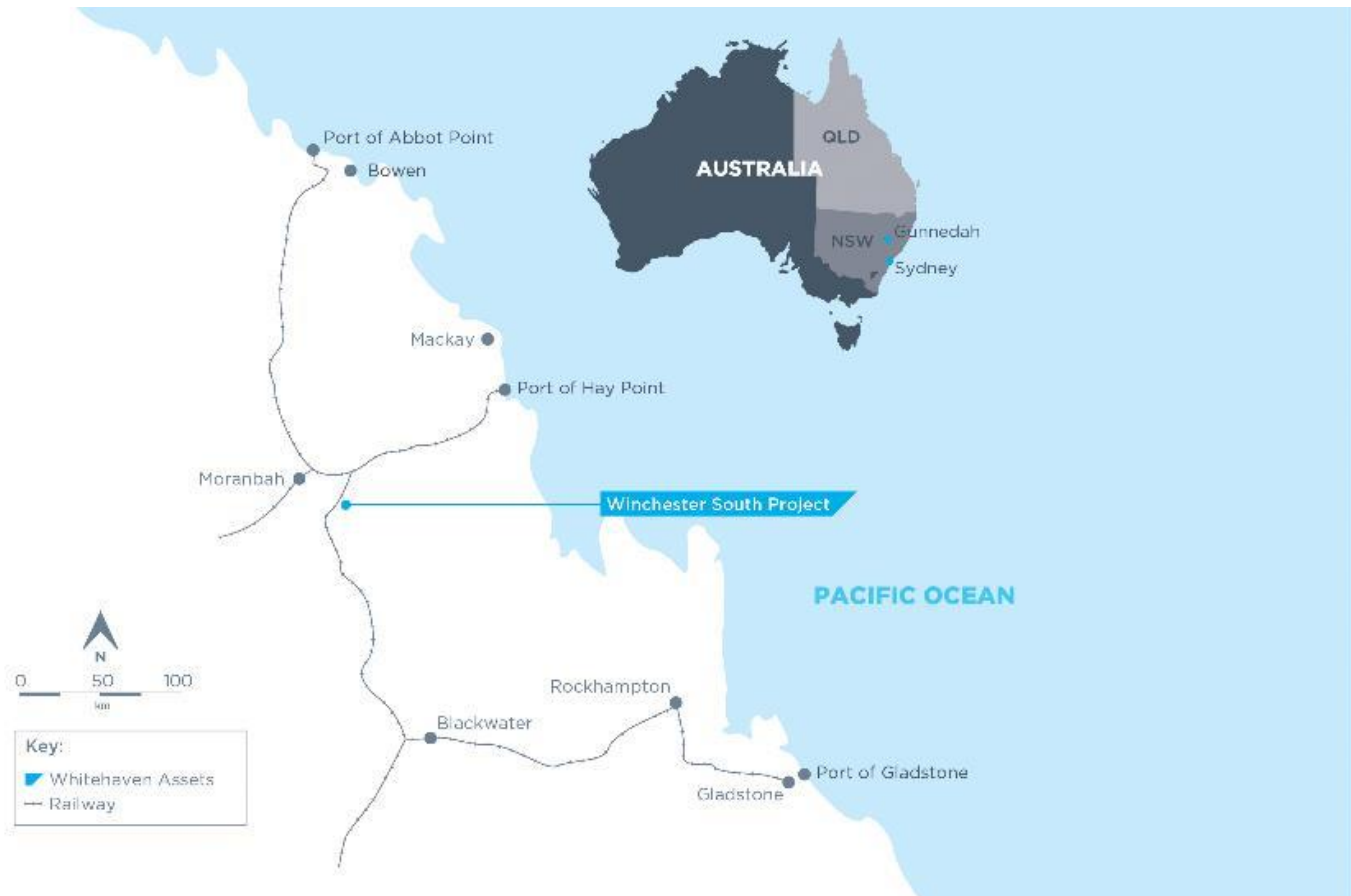 Port of Abbot Point
Bowen
QLD
AUSTRALIA
NSW
Gunnedah
Sydney
Mackay
Port of Hay Point
Moranbah
Winchester South Project
PACIFIC OCEAN
N
0 50 100
km
Rockhampton
Blackwater
Port of Gladstone
Gladstone
Key:
Whitehaven Assets
Railway